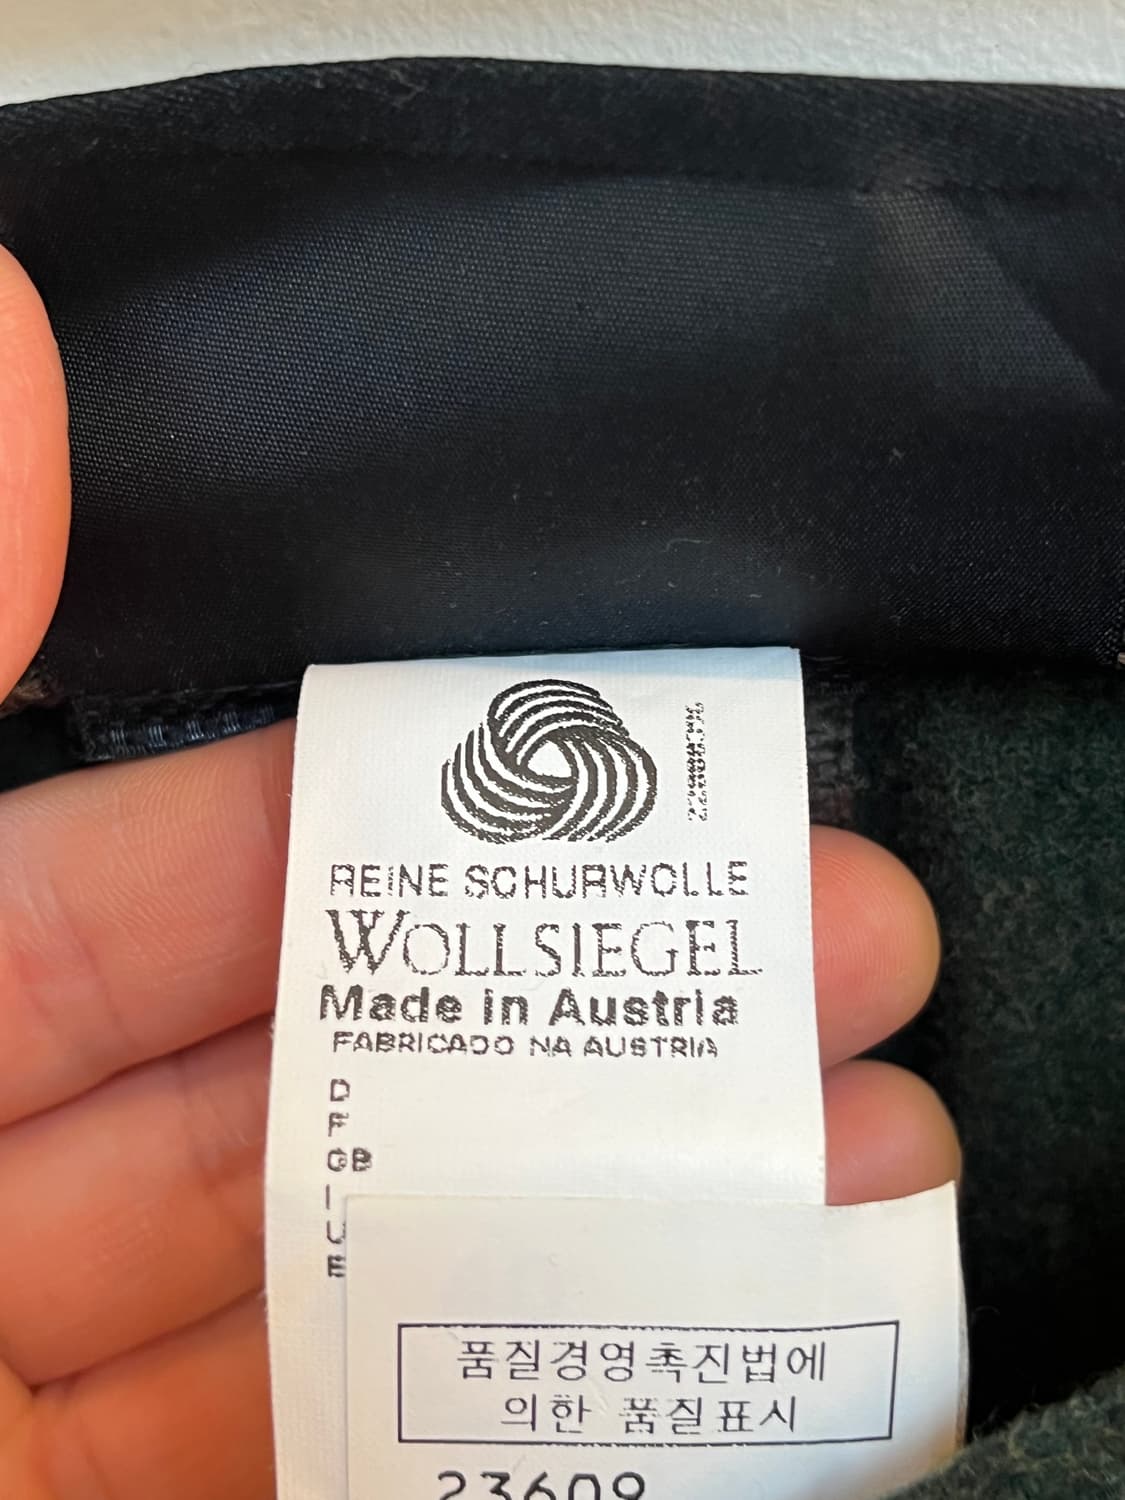 REINE SCHURWOLLE
WOLLSIEGEL
Made in Austria
FABRICADO NA AUSTRIA
D
F
GB
I
E
품질경영촉진법에
의한 품질표시
23609